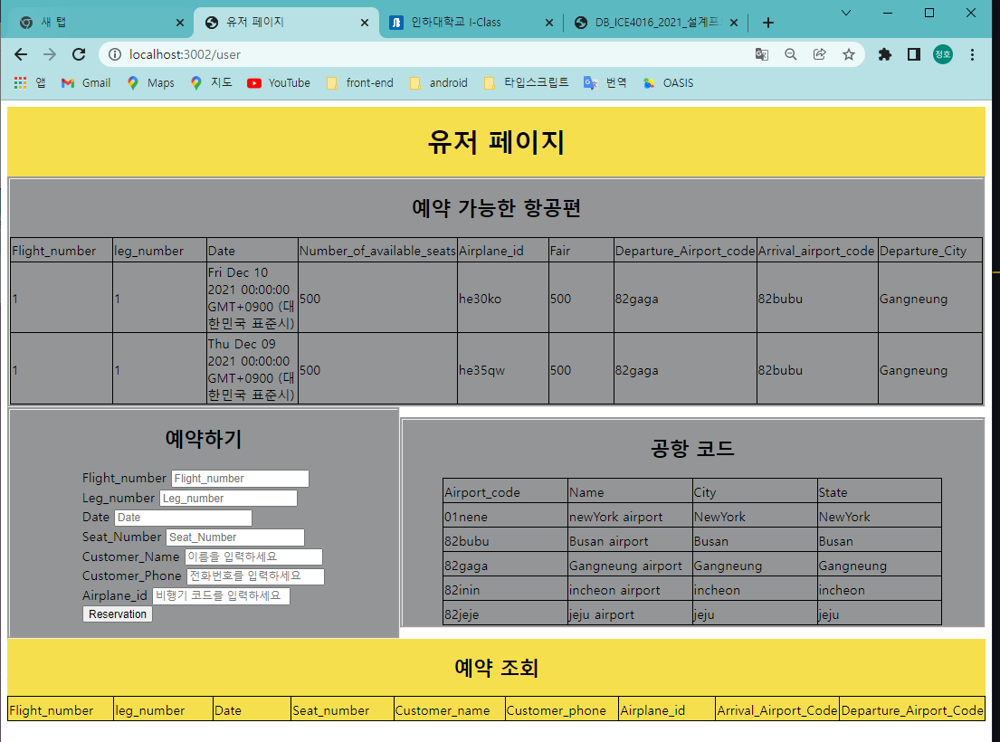 새 탭
유저 페이지
인하대학교 I-Class
DB_ICE4016_2021_설계프
localhost:3002/user
정호
앱
Gmail
Maps
지도
YouTube
front-end
android
타입스크립트
번역
OASIS
유저 페이지
예약 가능한 항공편
Flight_number leg_number Date Number_of_available_seats Airplane_id Fair Departure_Airport_code Arrival_airport_code Departure_City
1 1 Fri Dec 10 2021 00:00:00 GMT+0900 (대한민국 표준시) 500 he30ko 500 82gaga 82bubu Gangneung
1 1 Thu Dec 09 2021 00:00:00 GMT+0900 (대한민국 표준시) 500 he35qw 500 82gaga 82bubu Gangneung
예약하기
Flight_number Flight_number
Leg_number Leg_number
Date Date
Seat_Number Seat_Number
Customer_Name 이름을 입력하세요
Customer_Phone 전화번호를 입력하세요
Airplane_id 비행기 코드를 입력하세요
Reservation
공항 코드
Airport_code Name City State
01nene newYork airport NewYork NewYork
82bubu Busan airport Busan Busan
82gaga Gangneung airport Gangneung Gangneung
82inin incheon airport incheon incheon
82jeje jeju airport jeju jeju
예약 조회
Flight_number leg_number Date Seat_number Customer_name Customer_phone Airplane_id Arrival_Airport_Code Departure_Airport_Code